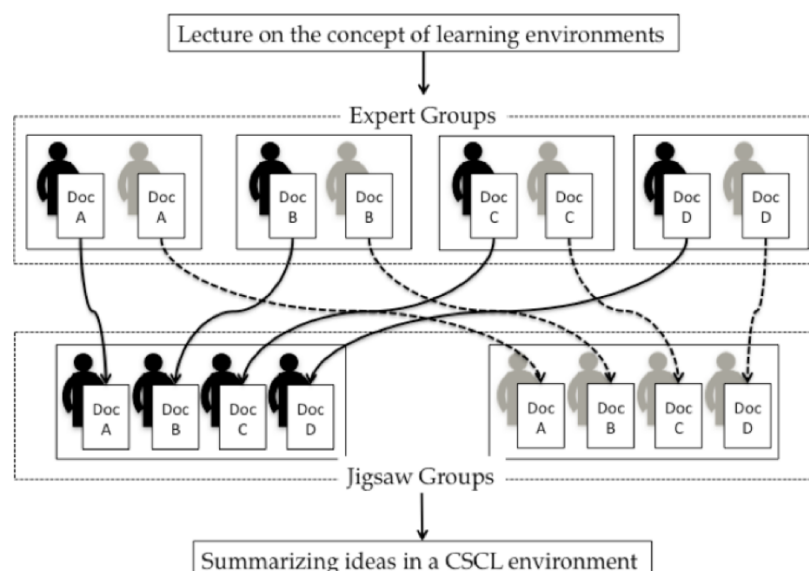 Lecture on the concept of learning environments
Expert Groups
Doc
A
Doc
A
Doc
B
Doc
B
Doc
C
Doc
C
Doc
D
Doc
D
Doc
A
Doc
B
Doc
C
Doc
D
Doc
A
Doc
B
Doc
C
Doc
D
Jigsaw Groups
Summarizing ideas in a CSCL environment